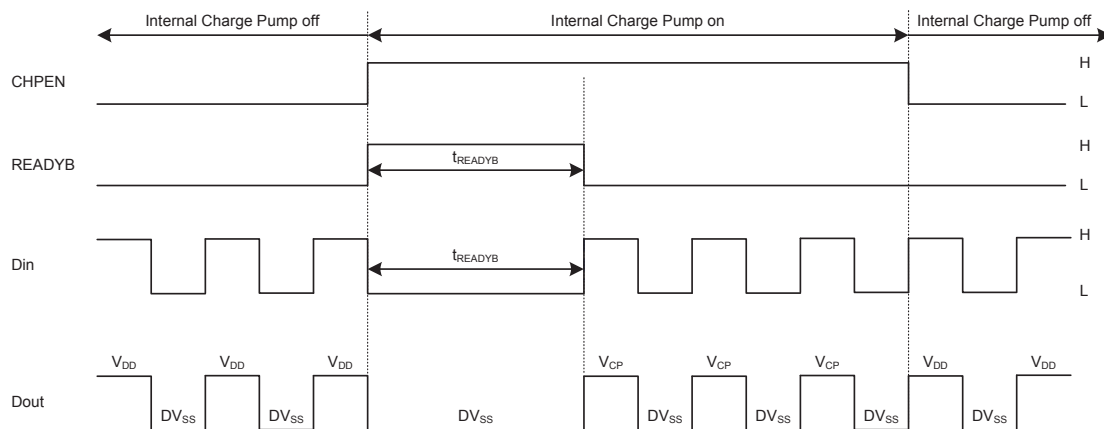 Internal Charge Pump off Internal Charge Pump on Internal Charge Pump off
CHPEN H
L
READYB tREADYB H
L
Din tREADYB H
L
VDD VDD VDD VCP VCP VCP VDD VDD
Dout DVSS DVSS DVSS DVSS DVSS DVSS DVSS